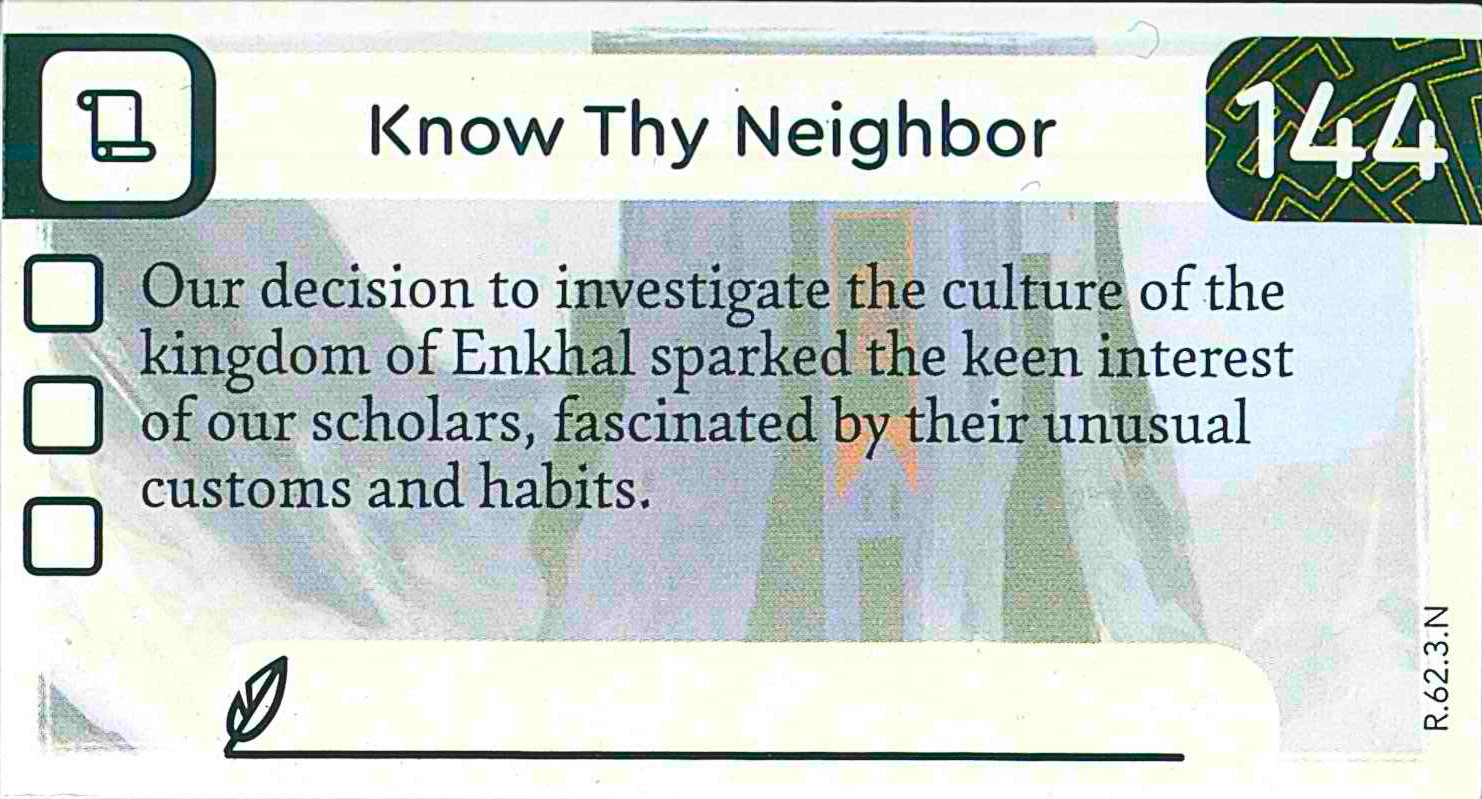 Know Thy Neighbor
144
Our decision to investigate the culture of the
kingdom of Enkhal sparked the keen interest
of our scholars, fascinated by their unusual
customs and habits.
R.62.3.N